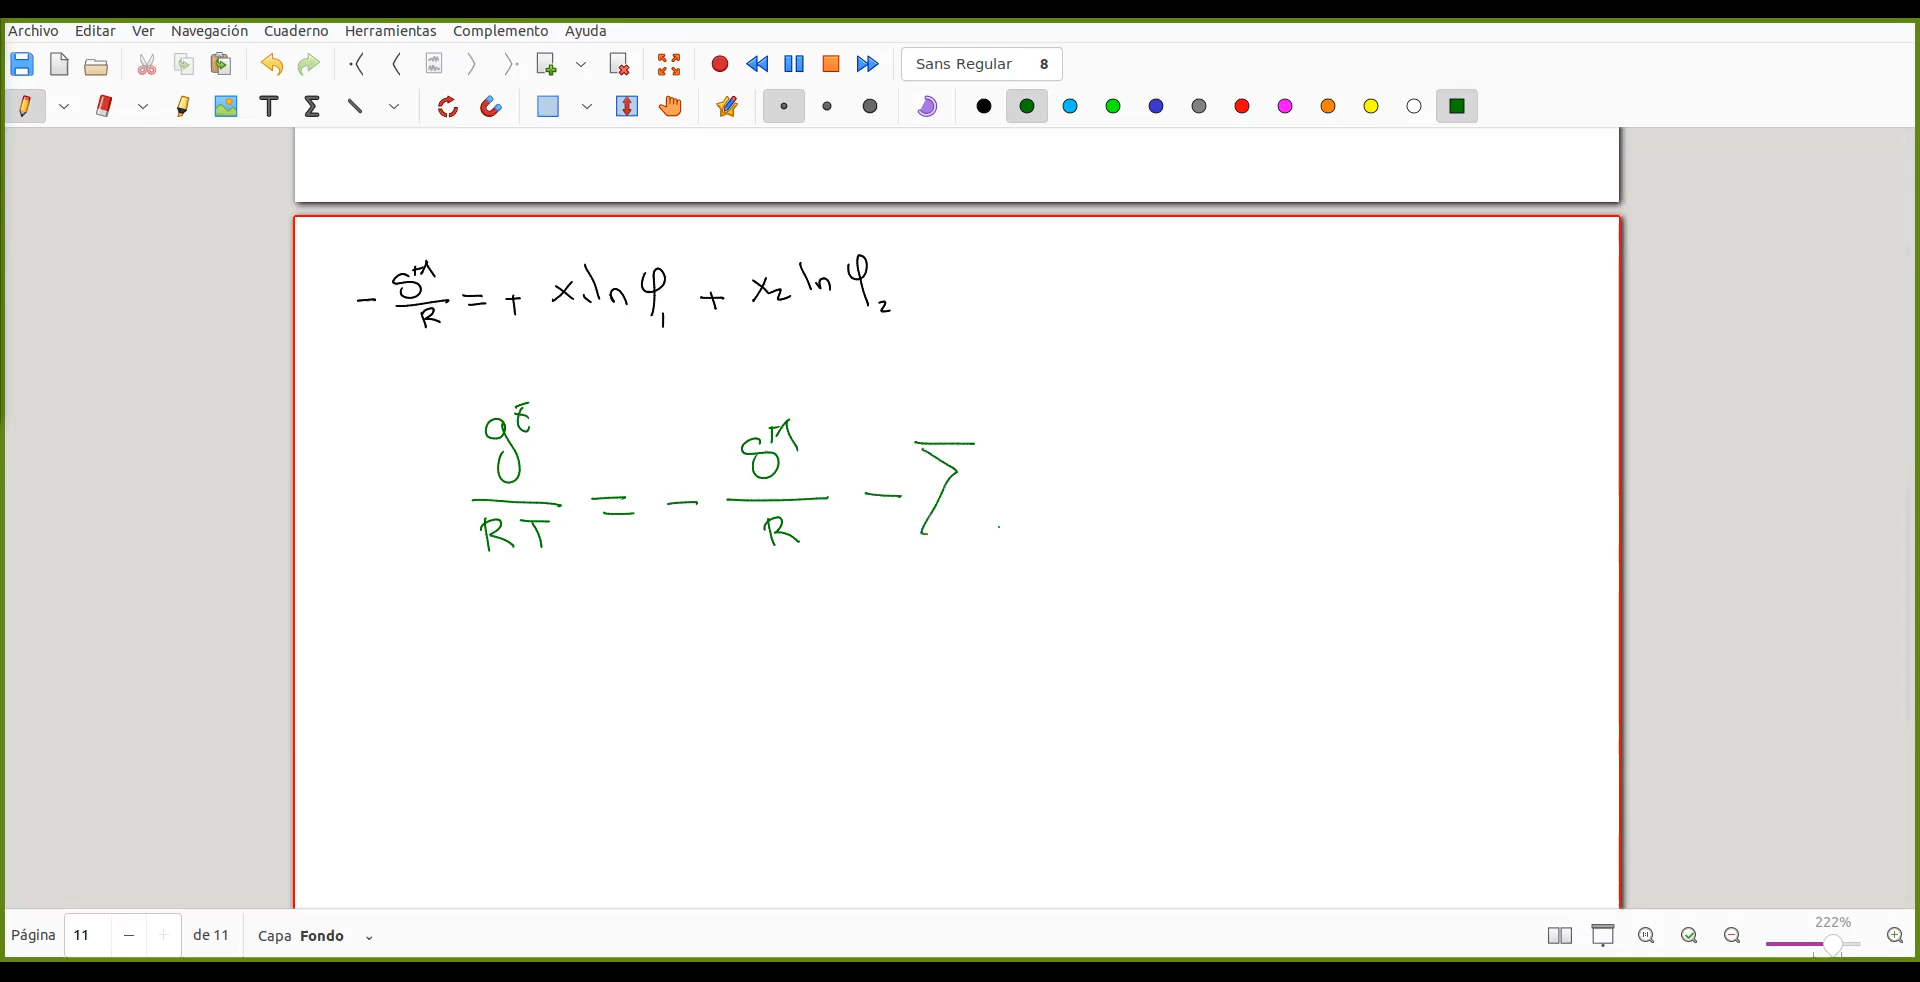 Archivo Editar Ver Navegación Cuaderno Herramientas Complemento Ayuda
Sans Regular 8
- s^M/R = + x₁ ln φ₁ + x₂ ln φ₂
g^E/RT = - s^M/R - Σ
Página 11 de 11 Capa Fondo 222%